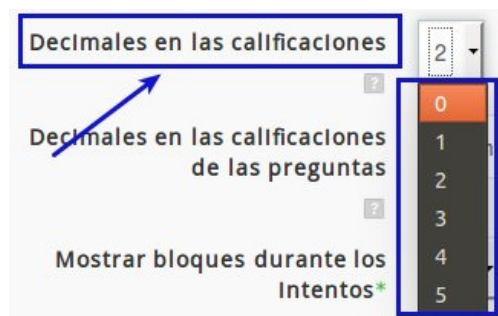 Decimales en las calificaciones
2
?
0
Decimales en las calificaciones
de las preguntas
1
2
?
3
Mostrar bloques durante los
intentos*
4
5